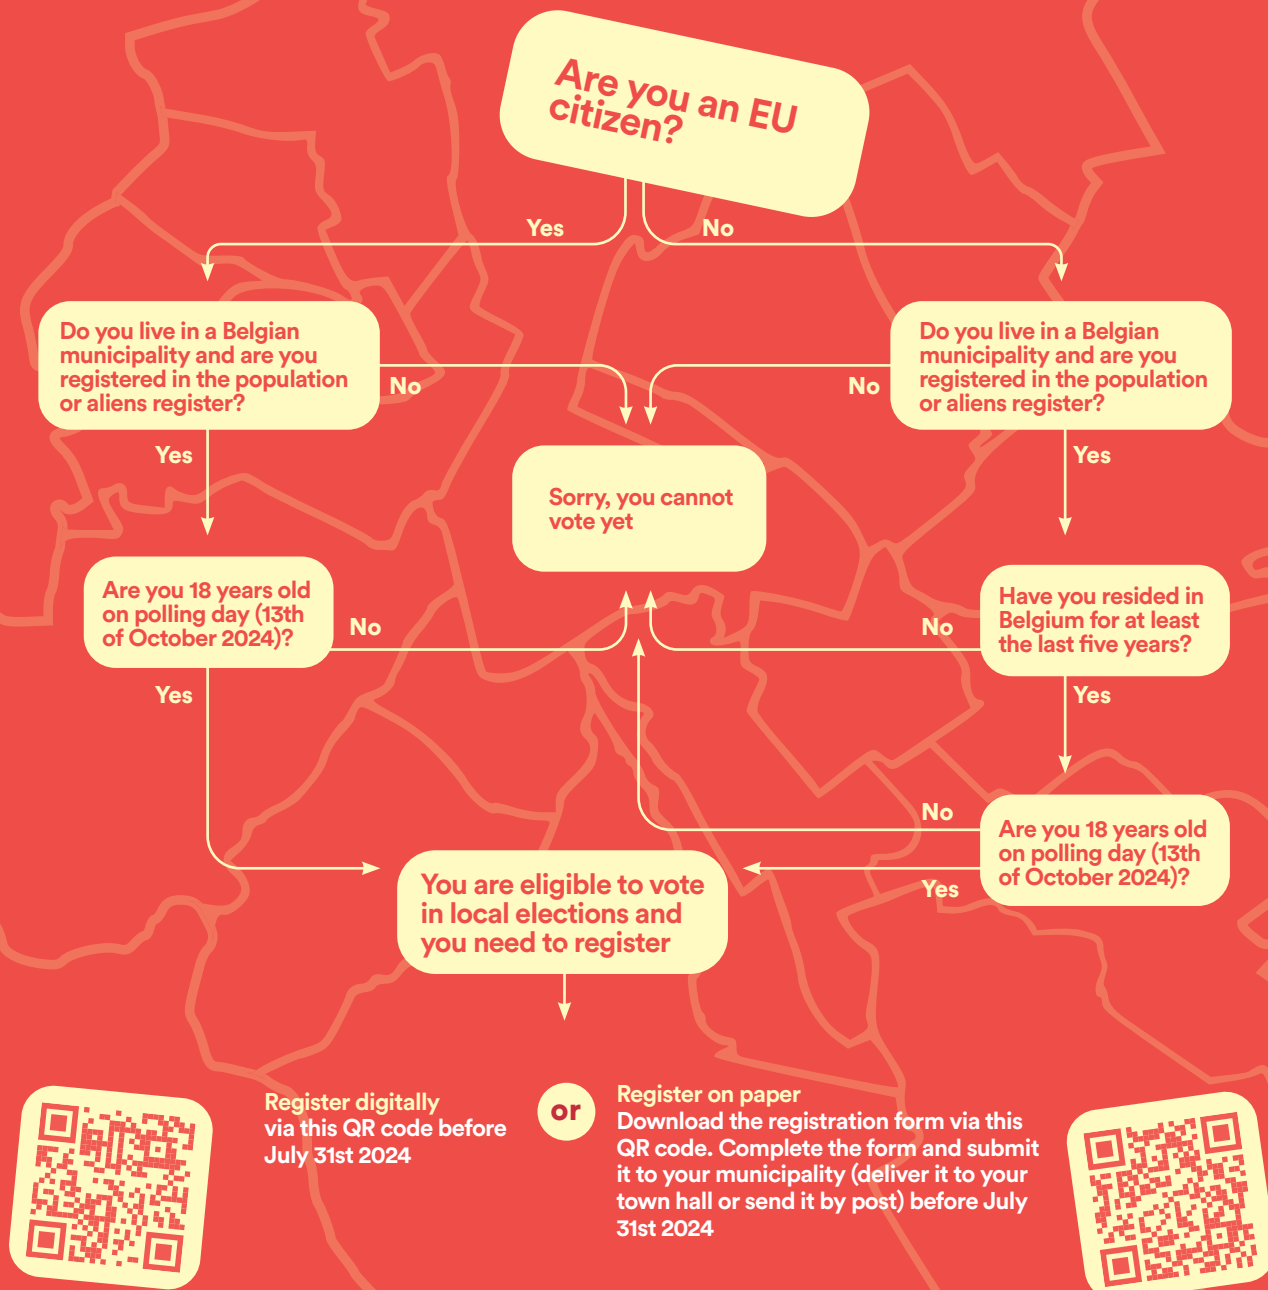 Are you an EU
citizen?
Yes
No
Do you live in a Belgian
municipality and are you
registered in the population
or aliens register?
No
Yes
Do you live in a Belgian
municipality and are you
registered in the population
or aliens register?
No
Yes
Sorry, you cannot
vote yet
Are you 18 years old
on polling day (13th
of October 2024)?
No
Yes
Have you resided in
Belgium for at least
the last five years?
No
Yes
Are you 18 years old
on polling day (13th
of October 2024)?
No
Yes
You are eligible to vote
in local elections and
you need to register
Register digitally
via this QR code before
July 31st 2024
or
Register on paper
Download the registration form via this
QR code. Complete the form and submit
it to your municipality (deliver it to your
town hall or send it by post) before July
31st 2024